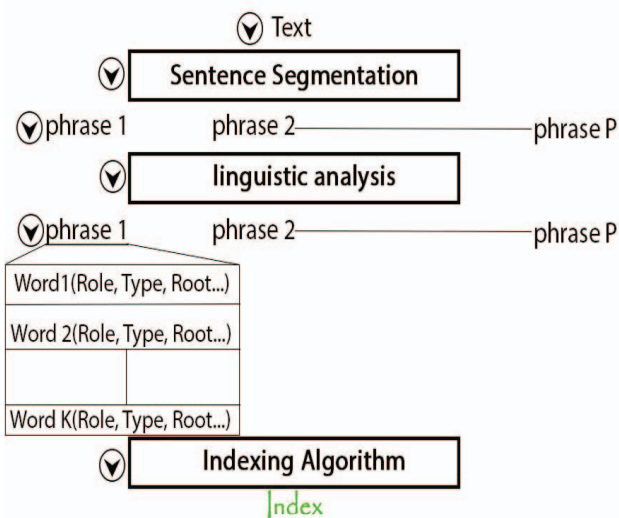 Text
Sentence Segmentation
phrase 1 phrase 2 phrase P
linguistic analysis
phrase 1 phrase 2 phrase P
Word1(Role, Type, Root...)
Word 2(Role, Type, Root...)
Word K(Role, Type, Root...)
Indexing Algorithm
Index